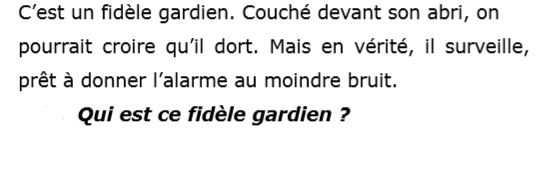 C’est un fidèle gardien. Couché devant son abri, on
pourrait croire qu’il dort. Mais en vérité, il surveille,
prêt à donner l’alarme au moindre bruit.
Qui est ce fidèle gardien ?